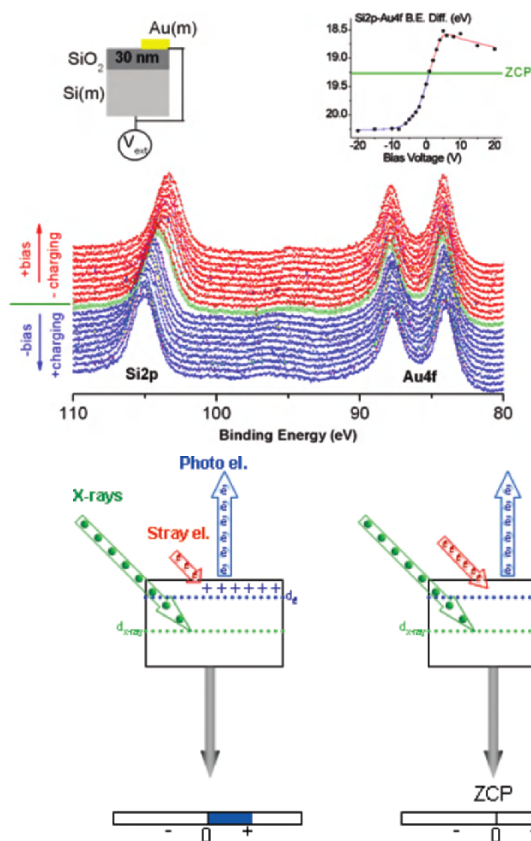 Au(m)
SiO2
30 nm
Si(m)
Vext
Si2p-Au4f B.E. Diff. (eV)
18.5
19.0
19.5
20.0
ZCP
-20
-10
0
10
20
Bias Voltage (V)
+bias
- charging
-bias
+charging
Si2p
Au4f
110
100
90
80
Binding Energy (eV)
Photo el.
X-rays
Stray el.
+ + + + + +
dx-ray
dx-ray
ZCP
- 0 +
- 0